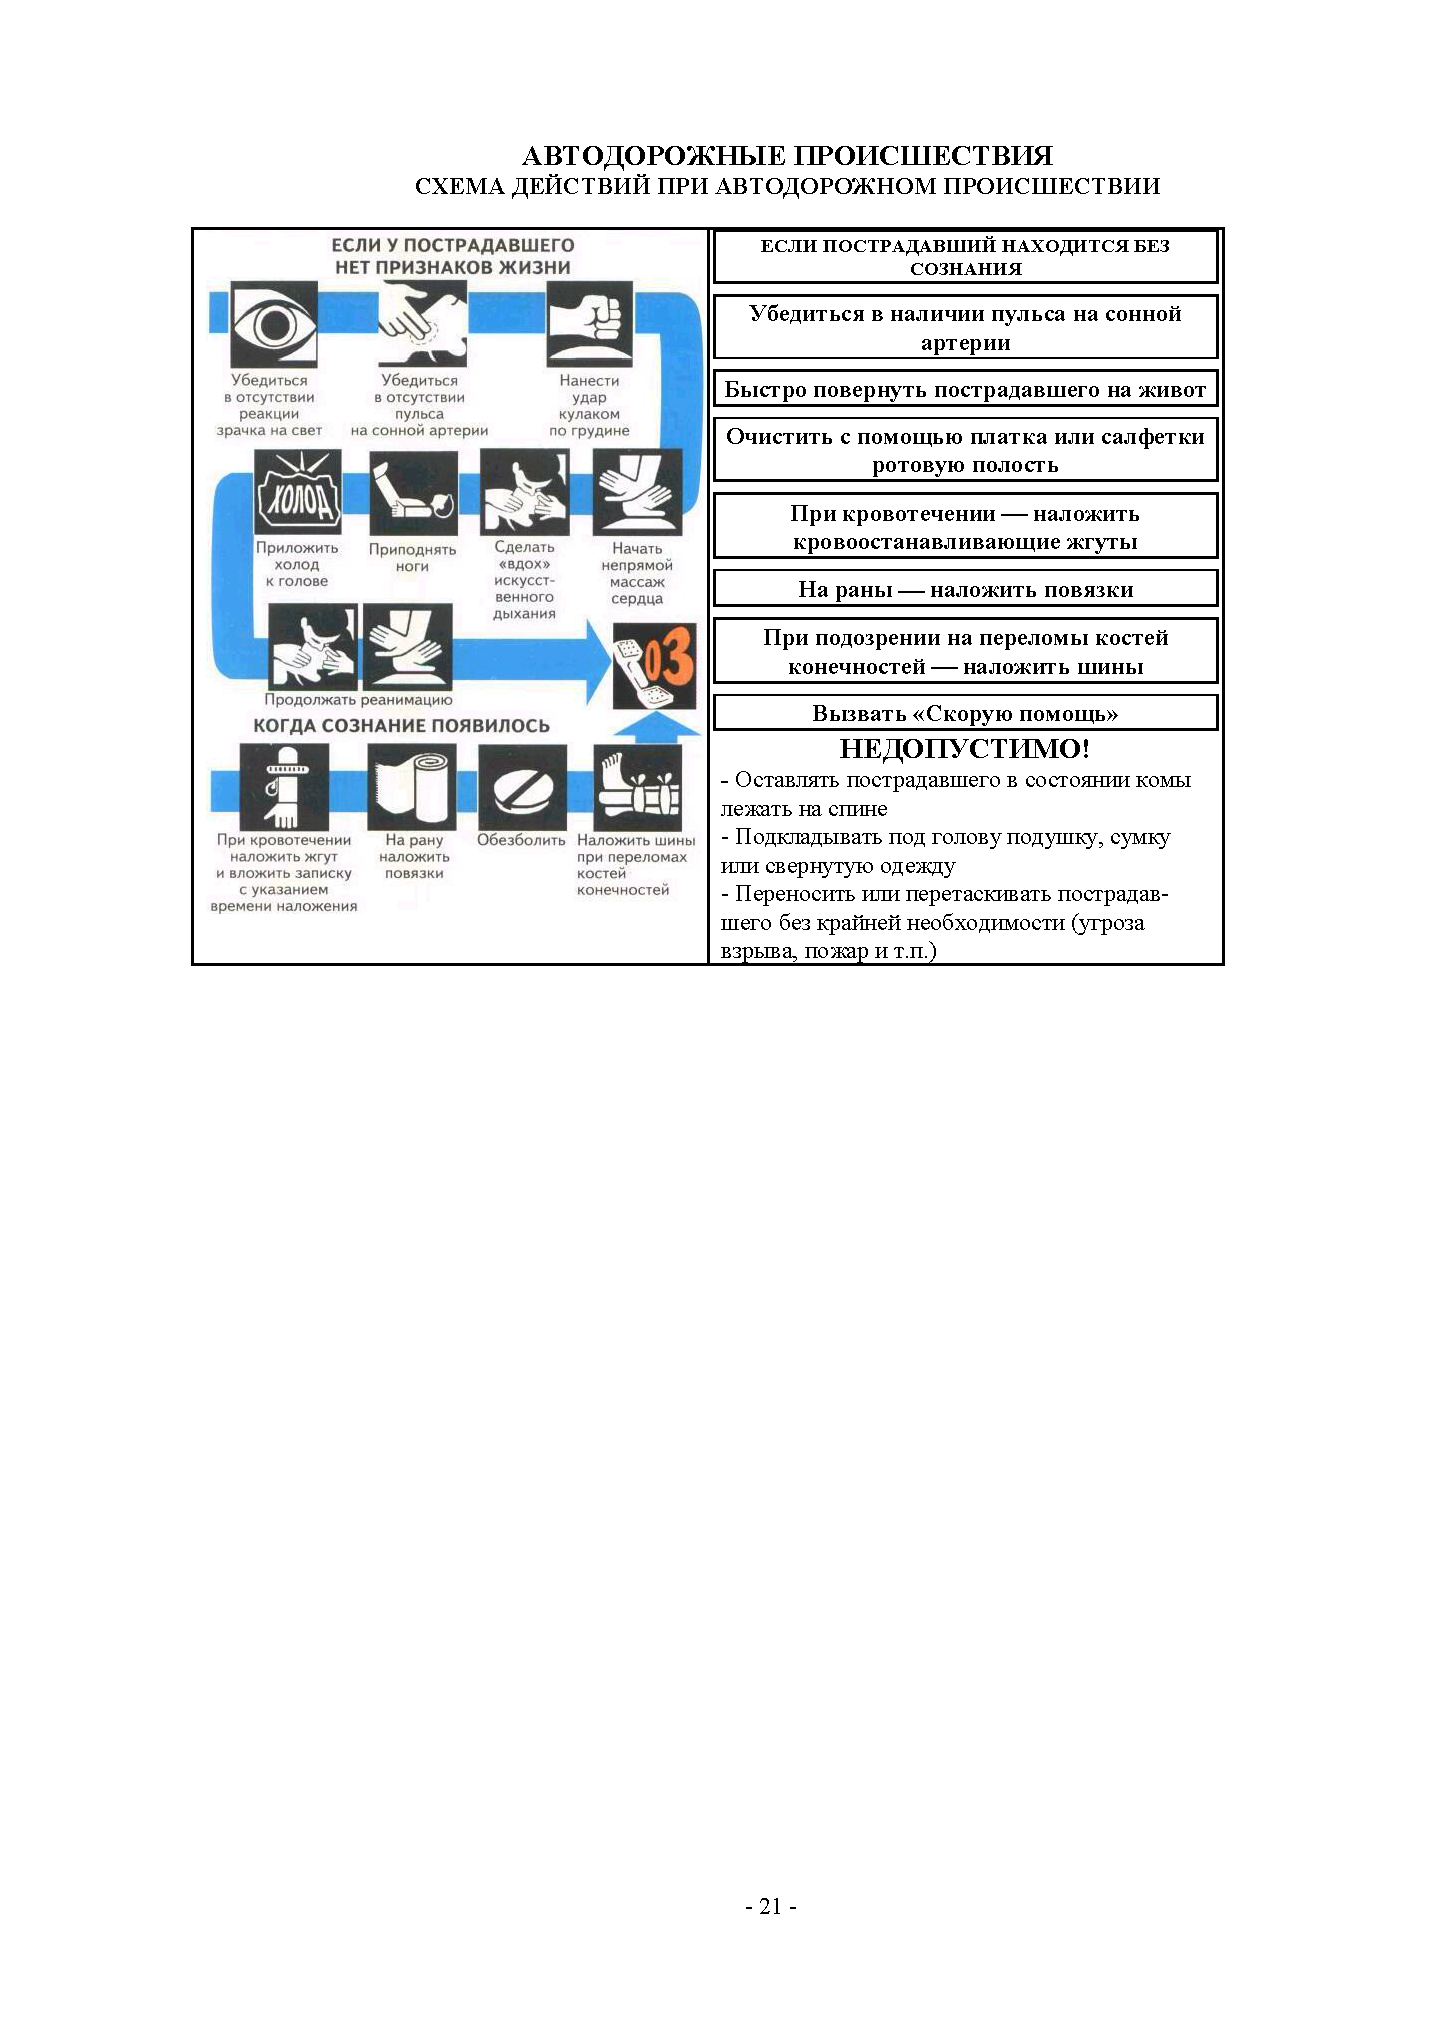 АВТОДОРОЖНЫЕ ПРОИСШЕСТВИЯ
СХЕМА ДЕЙСТВИЙ ПРИ АВТОДОРОЖНОМ ПРОИСШЕСТВИИ
ЕСЛИ У ПОСТРАДАВШЕГО
НЕТ ПРИЗНАКОВ ЖИЗНИ
Убедиться
в отсутствии
реакции
зрачка на свет
Убедиться
в отсутствии
пульса
на сонной артерии
Нанести
удар
кулаком
по грудине
ХОЛОД
Приложить
холод
к голове
Приподнять
ноги
Сделать
«вдох»
искусст-
венного
дыхания
Начать
непрямой
массаж
сердца
Продолжать реанимацию
03
КОГДА СОЗНАНИЕ ПОЯВИЛОСЬ
При кровотечении
наложить жгут
и вложить записку
с указанием
времени наложения
На рану
наложить
повязки
Обезболить
Наложить шины
при переломах
костей
конечностей
ЕСЛИ ПОСТРАДАВШИЙ НАХОДИТСЯ БЕЗ
СОЗНАНИЯ
Убедиться в наличии пульса на сонной
артерии
Быстро повернуть пострадавшего на живот
Очистить с помощью платка или салфетки
ротовую полость
При кровотечении — наложить
кровоостанавливающие жгуты
На раны — наложить повязки
При подозрении на переломы костей
конечностей — наложить шины
Вызвать «Скорую помощь»
НЕДОПУСТИМО!
- Оставлять пострадавшего в состоянии комы
лежать на спине
- Подкладывать под голову подушку, сумку
или свернутую одежду
- Переносить или перетаскивать пострадав-
шего без крайней необходимости (угроза
взрыва, пожар и т.п.)
- 21 -